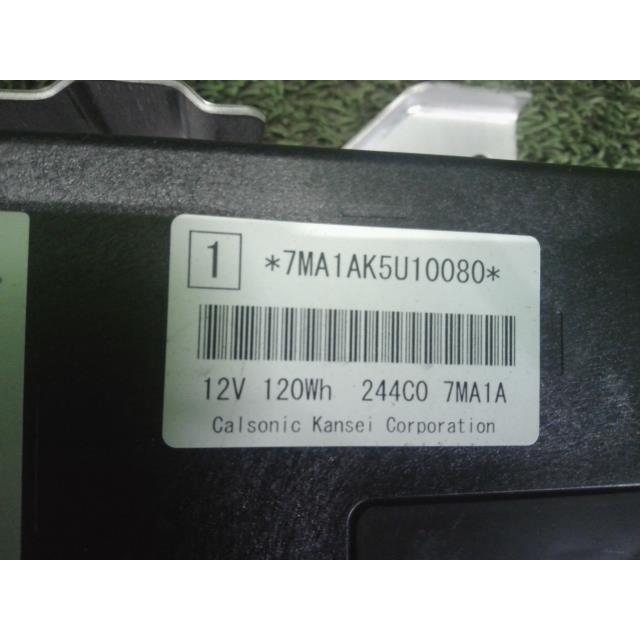 1
*7MA1AK5U10080*
12V 120Wh 244C0 7MA1A
Calsonic Kansei Corporation